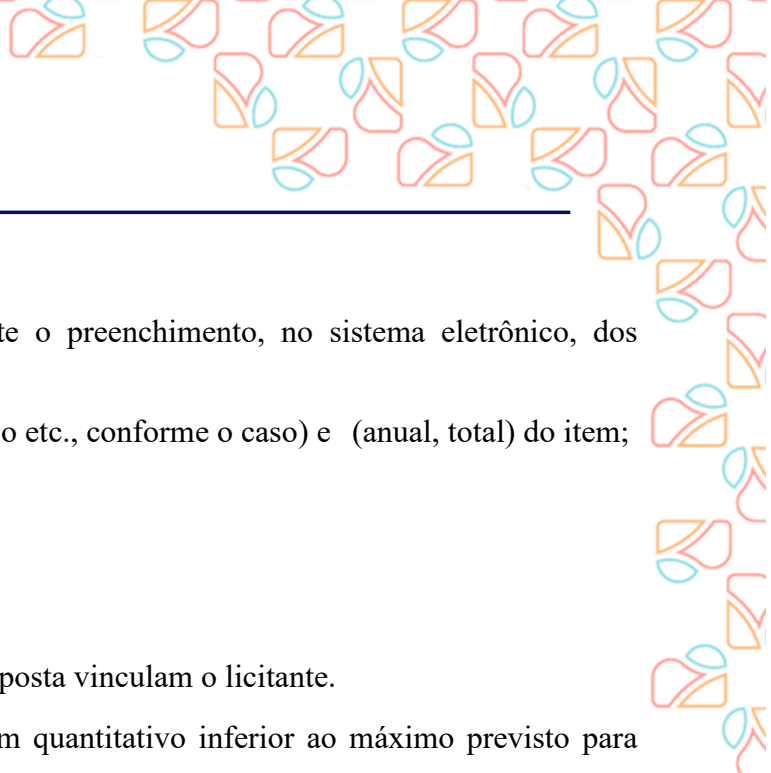 te o preenchimento, no sistema eletrônico, dos
o etc., conforme o caso) e (anual, total) do item;
posta vinculam o licitante.
m quantitativo inferior ao máximo previsto para